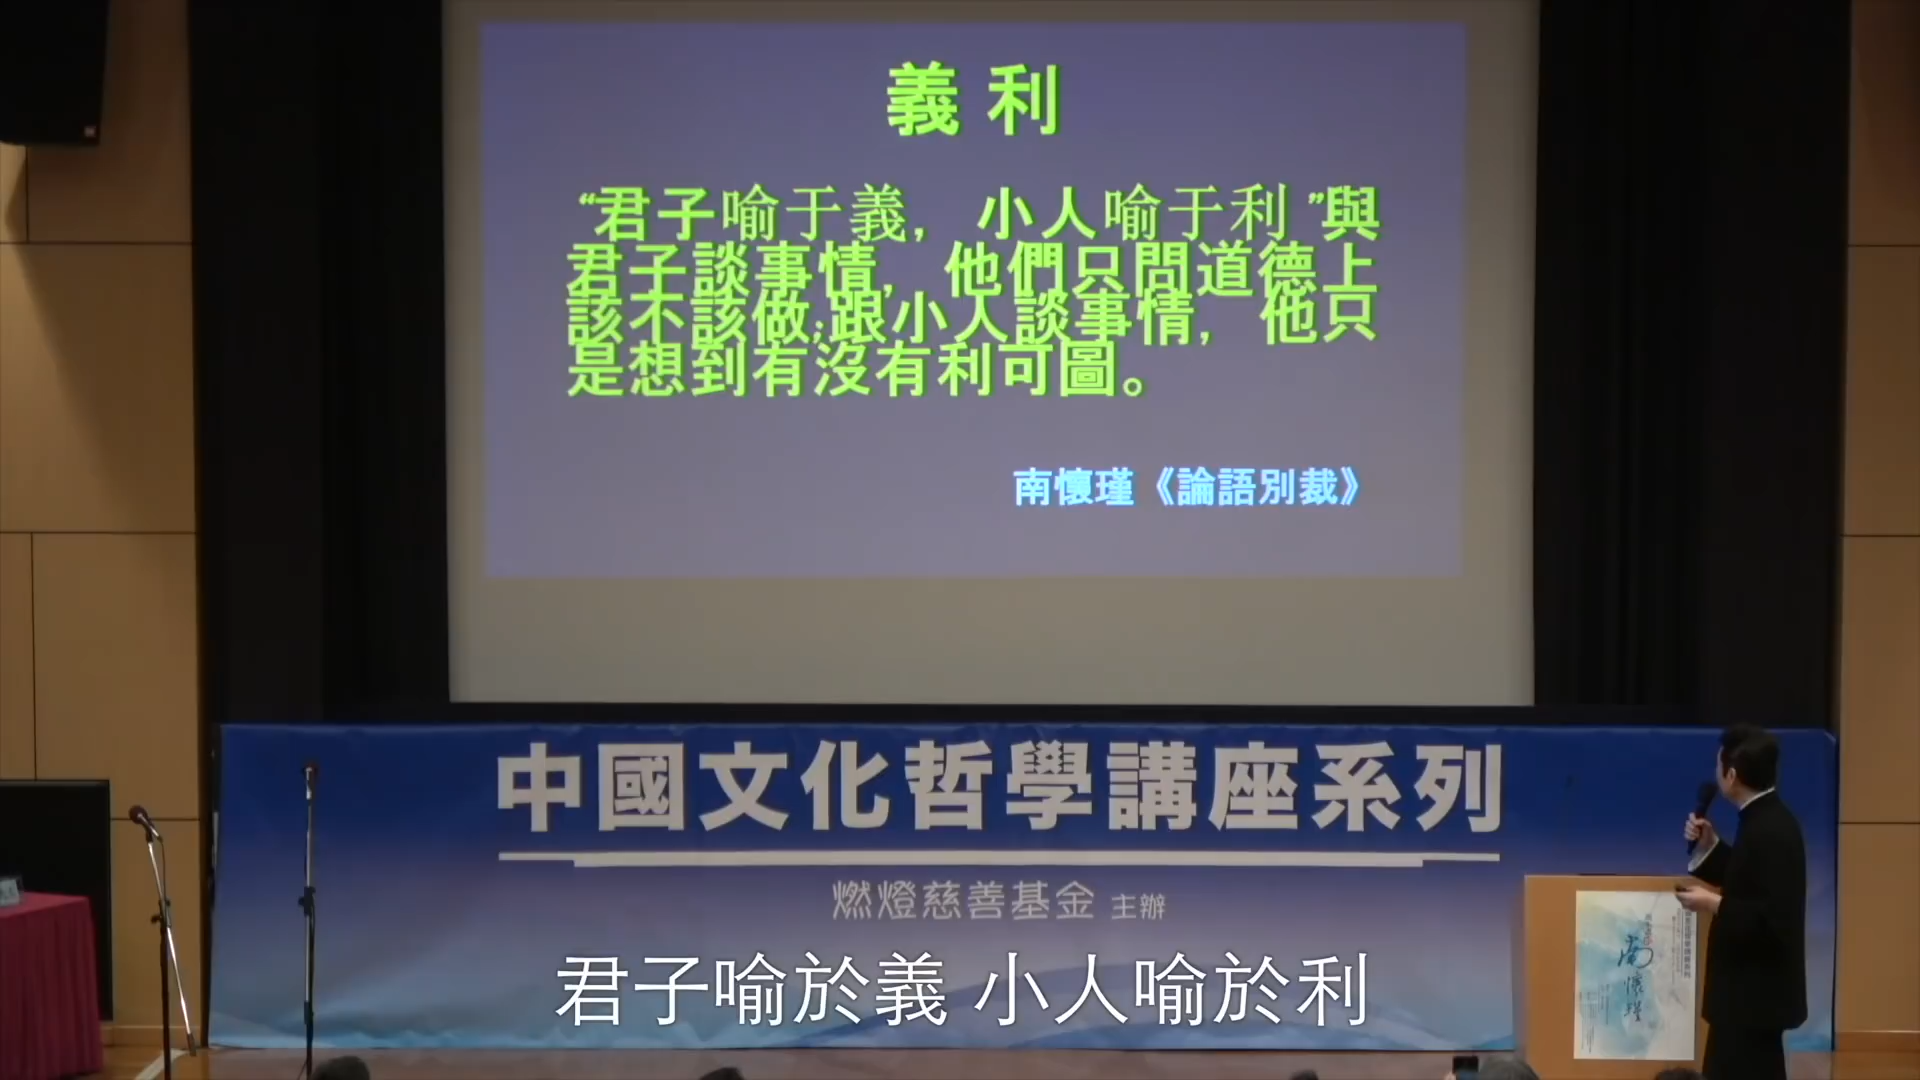 義 利
“君子喻于義， 小人喻于利 ”與
君子談事情， 他們只問道德上
該不該做;跟小人談事情， 他只
是想到有沒有利可圖。
南懷瑾《論語別裁》
中國文化哲學講座系列
燃燈慈善基金 主辦
南懷瑾
君子喻於義 小人喻於利